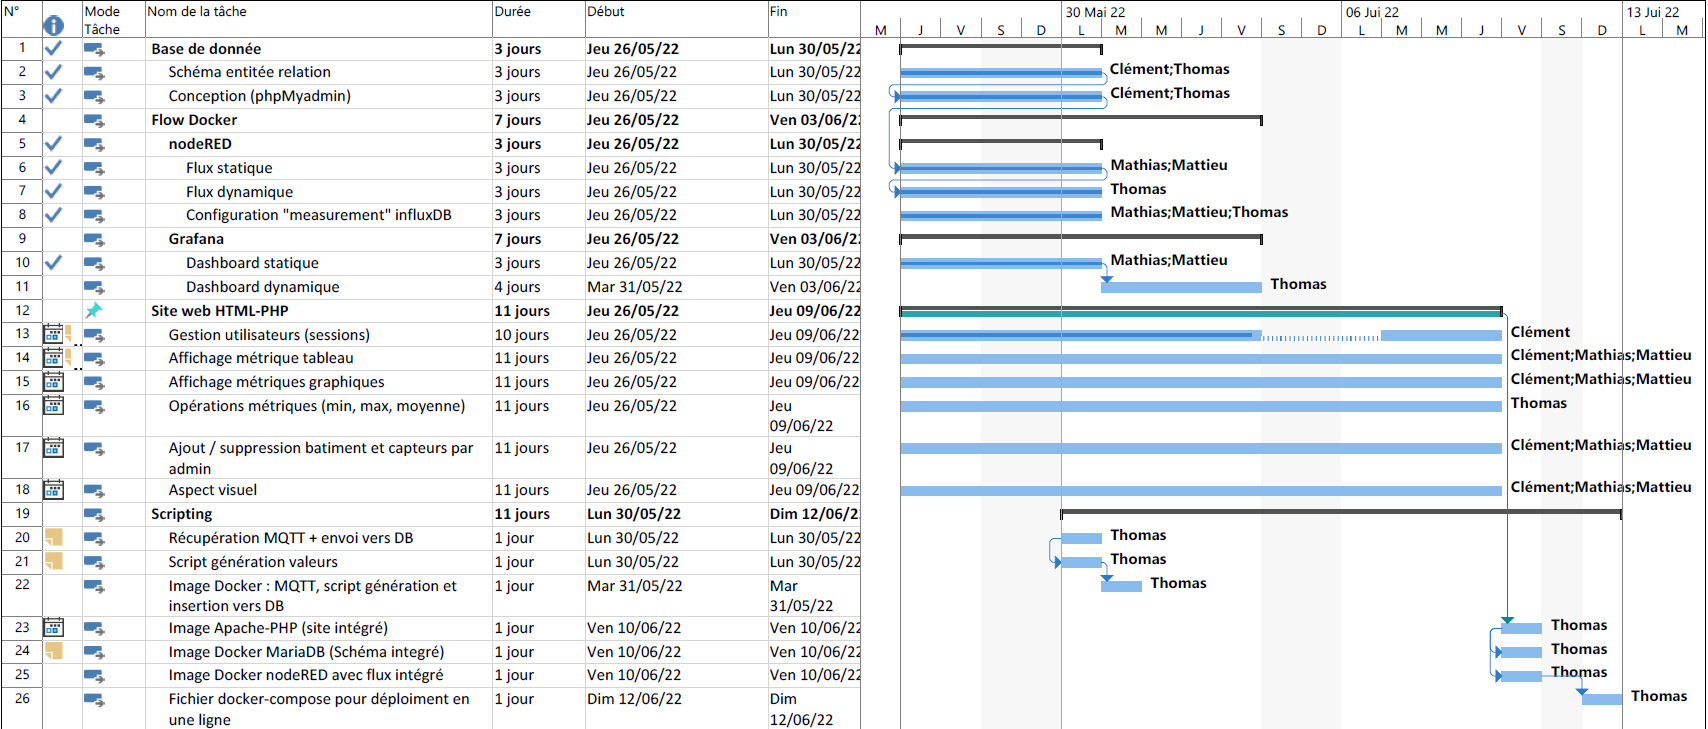 N° Mode Tâche Nom de la tâche Durée Début Fin
30 Mai 22 06 Jui 22 13 Jui 22
M J V S D L M M J V S D L M M J V S D L M
1 Base de donnée 3 jours Jeu 26/05/22 Lun 30/05/22
2 Schéma entitée relation 3 jours Jeu 26/05/22 Lun 30/05/22 Clément;Thomas
3 Conception (phpMyadmin) 3 jours Jeu 26/05/22 Lun 30/05/22 Clément;Thomas
4 Flow Docker 7 jours Jeu 26/05/22 Ven 03/06/22
5 nodeRED 3 jours Jeu 26/05/22 Lun 30/05/22
6 Flux statique 3 jours Jeu 26/05/22 Lun 30/05/22 Mathias;Mattieu
7 Flux dynamique 3 jours Jeu 26/05/22 Lun 30/05/22 Thomas
8 Configuration "measurement" influxDB 3 jours Jeu 26/05/22 Lun 30/05/22 Mathias;Mattieu;Thomas
9 Grafana 7 jours Jeu 26/05/22 Ven 03/06/22
10 Dashboard statique 3 jours Jeu 26/05/22 Lun 30/05/22 Mathias;Mattieu
11 Dashboard dynamique 4 jours Mar 31/05/22 Ven 03/06/22 Thomas
12 Site web HTML-PHP 11 jours Jeu 26/05/22 Jeu 09/06/22
13 Gestion utilisateurs (sessions) 10 jours Jeu 26/05/22 Jeu 09/06/22 Clément
14 Affichage métrique tableau 11 jours Jeu 26/05/22 Jeu 09/06/22 Clément;Mathias;Mattieu
15 Affichage métriques graphiques 11 jours Jeu 26/05/22 Jeu 09/06/22 Clément;Mathias;Mattieu
16 Opérations métriques (min, max, moyenne) 11 jours Jeu 26/05/22 Jeu 09/06/22 Thomas
17 Ajout / suppression batiment et capteurs par admin 11 jours Jeu 26/05/22 Jeu 09/06/22 Clément;Mathias;Mattieu
18 Aspect visuel 11 jours Jeu 26/05/22 Jeu 09/06/22 Clément;Mathias;Mattieu
19 Scripting 11 jours Lun 30/05/22 Dim 12/06/22
20 Récupération MQTT + envoi vers DB 1 jour Lun 30/05/22 Lun 30/05/22 Thomas
21 Script génération valeurs 1 jour Lun 30/05/22 Lun 30/05/22 Thomas
22 Image Docker : MQTT, script génération et insertion vers DB 1 jour Mar 31/05/22 Mar 31/05/22 Thomas
23 Image Apache-PHP (site intégré) 1 jour Ven 10/06/22 Ven 10/06/22 Thomas
24 Image Docker MariaDB (Schéma integré) 1 jour Ven 10/06/22 Ven 10/06/22 Thomas
25 Image Docker nodeRED avec flux intégré 1 jour Ven 10/06/22 Ven 10/06/22 Thomas
26 Fichier docker-compose pour déploiment en une ligne 1 jour Dim 12/06/22 Dim 12/06/22 Thomas